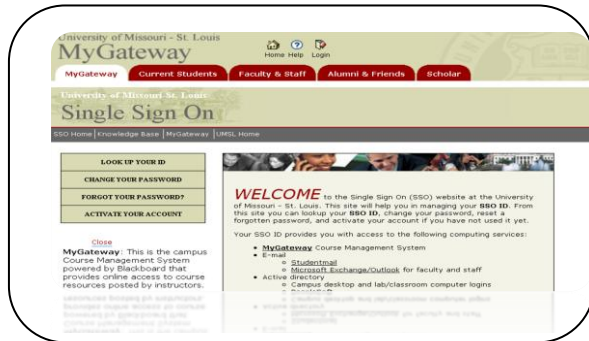 University of Missouri - St. Louis
MyGateway
Home Help Login
MyGateway Current Students Faculty & Staff Alumni & Friends Scholar
University of Missouri-St. Louis
Single Sign On
SSO Home|Knowledge Base |MyGateway |UMSL Home
LOOK UP YOUR ID
CHANGE YOUR PASSWORD
FORGOT YOUR PASSWORD?
ACTIVATE YOUR ACCOUNT
Close
MyGateway: This is the campus
Course Management System
powered by Blackboard that
provides online access to course
resources posted by instructors.
WELCOME to the Single Sign On (SSO) website at the University
of Missouri - St. Louis. This site will help you in managing your SSO ID. From
this site you can lookup your SSO ID, change your password, reset a
forgotten password, and activate your account if you have not used it yet.
Your SSO ID provides you with access to the following computing services:
• MyGateway Course Management System
• E-mail
○ Studentmail
○ Microsoft Exchange/Outlook for faculty and staff
• Active directory
○ Campus desktop and lab/classroom computer logins